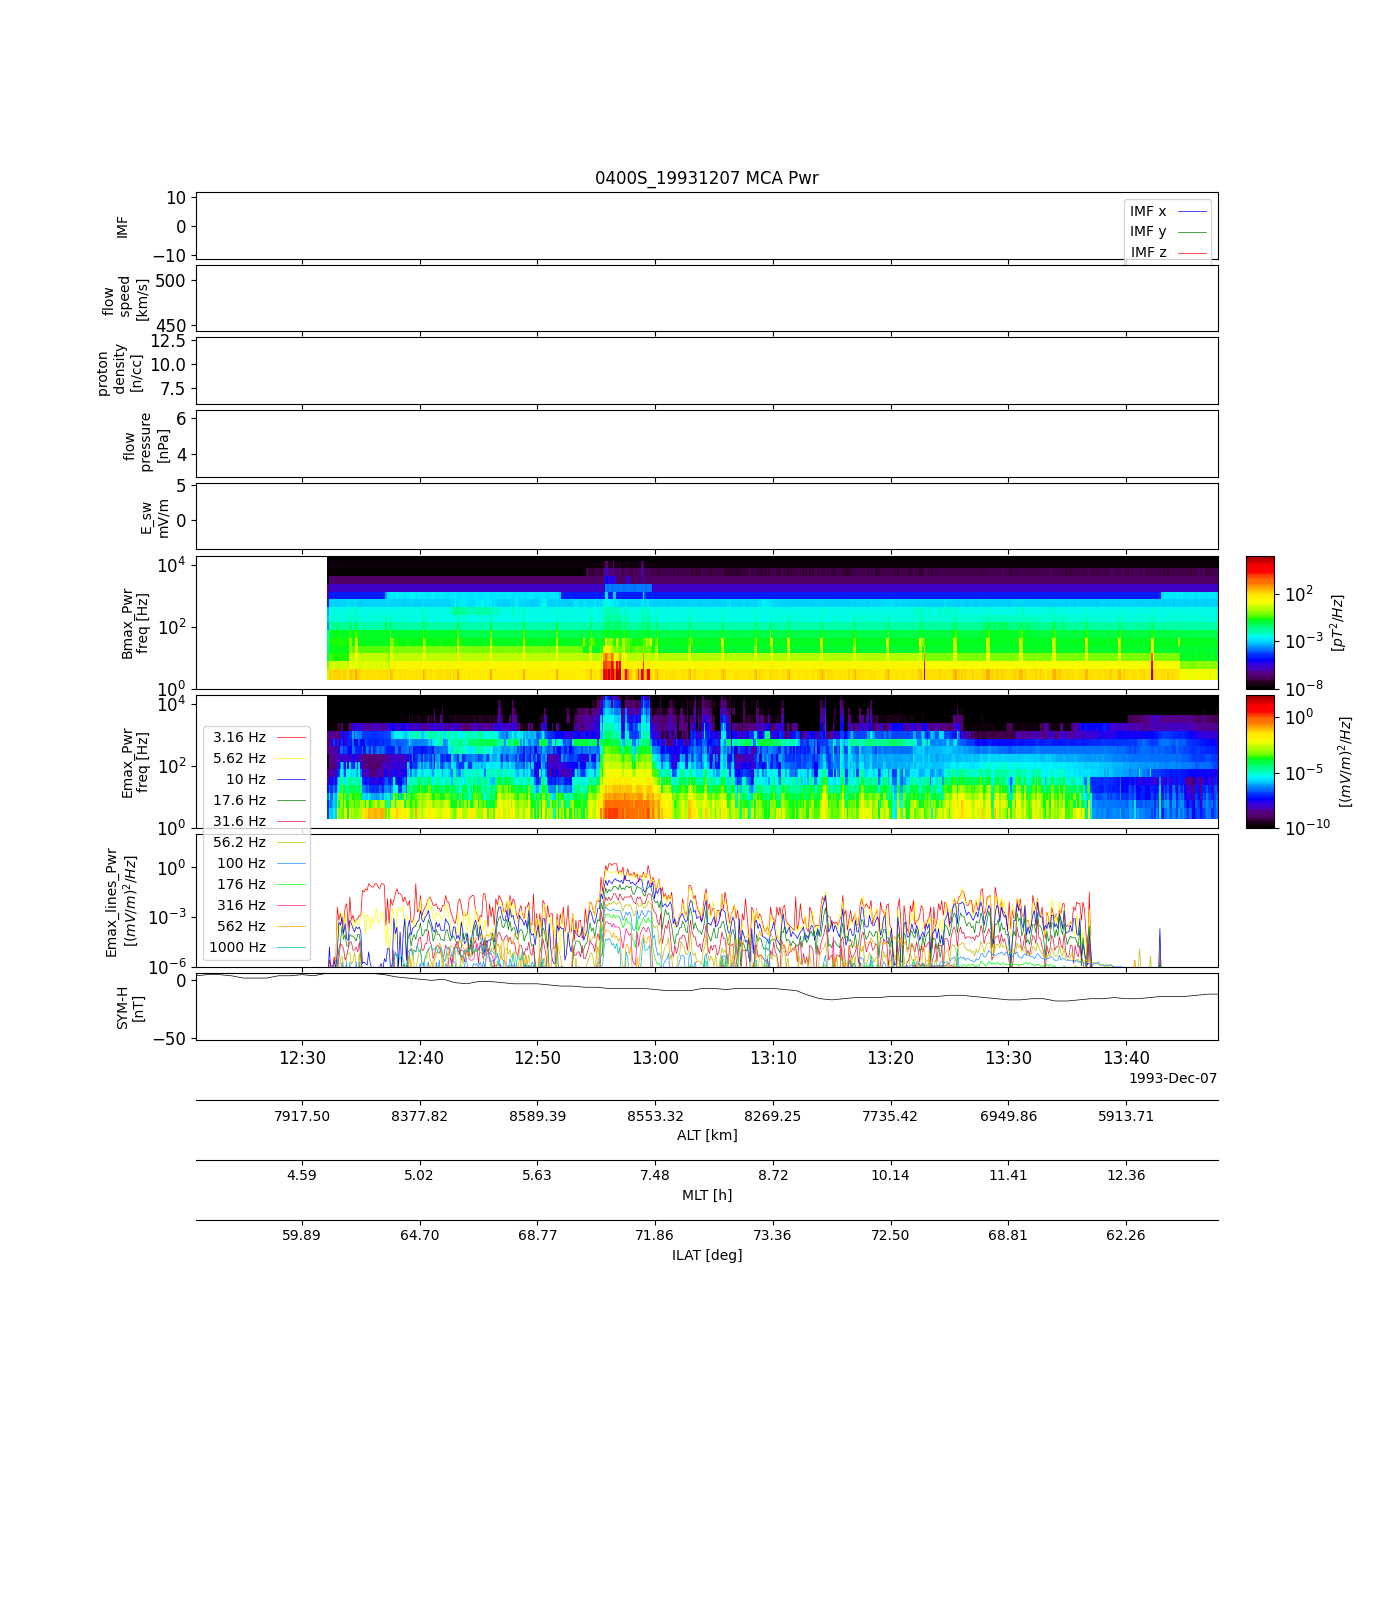 0400S_19931207 MCA Pwr
10
0
−10
IMF
IMF x
IMF y
IMF z
500
450
flow
speed
[km/s]
12.5
10.0
7.5
proton
density
[n/cc]
6
4
flow
pressure
[nPa]
5
0
E_sw
mV/m
10^4
10^2
10^0
Bmax_Pwr
freq [Hz]
10^2
10^−3
10^−8
[pT^2/Hz]
10^4
10^2
10^0
Emax_Pwr
freq [Hz]
10^0
10^−5
10^−10
[(mV/m)^2/Hz]
3.16 Hz
5.62 Hz
10 Hz
17.6 Hz
31.6 Hz
56.2 Hz
100 Hz
176 Hz
316 Hz
562 Hz
1000 Hz
10^0
10^−3
10^−6
Emax_lines_Pwr
[(mV/m)^2/Hz]
0
−50
SYM-H
[nT]
12:30 12:40 12:50 13:00 13:10 13:20 13:30 13:40
1993-Dec-07
7917.50 8377.82 8589.39 8553.32 8269.25 7735.42 6949.86 5913.71
ALT [km]
4.59 5.02 5.63 7.48 8.72 10.14 11.41 12.36
MLT [h]
59.89 64.70 68.77 71.86 73.36 72.50 68.81 62.26
ILAT [deg]